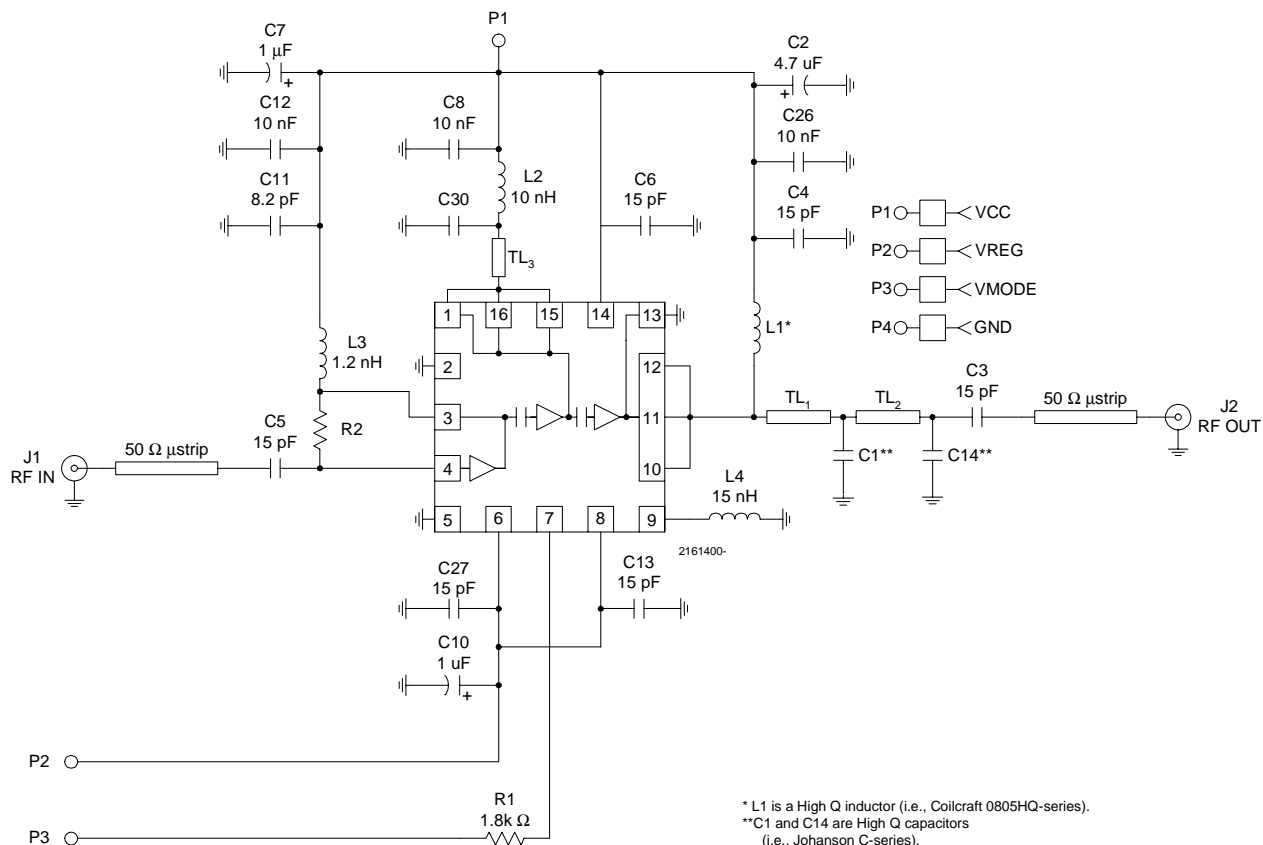 P1
C7
1 µF
+
C2
4.7 uF
+
C12
10 nF
C8
10 nF
C26
10 nF
C11
8.2 pF
L2
10 nH
C30
C6
15 pF
C4
15 pF
P1 VCC
P2 VREG
P3 VMODE
P4 GND
TL3
1 16 15 14 13
L1*
L3
1.2 nH
2
12
3
11
4
10
R2
C5
15 pF
J1
RF IN
50 Ω µstrip
TL1
TL2
C3
15 pF
50 Ω µstrip
J2
RF OUT
C1**
C14**
L4
15 nH
5 6 7 8 9
2161400-
C27
15 pF
C13
15 pF
C10
1 uF
+
P2
R1
1.8k Ω
P3
* L1 is a High Q inductor (i.e., Coilcraft 0805HQ-series).
**C1 and C14 are High Q capacitors
(i.e., Johanson C-series).